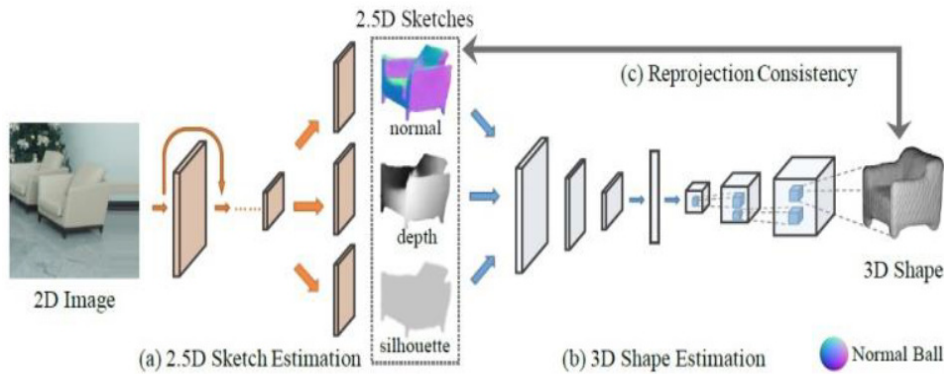 2.5D Sketches
(c) Reprojection Consistency
normal
depth
silhouette
2D Image
3D Shape
(a) 2.5D Sketch Estimation
(b) 3D Shape Estimation
Normal Ball